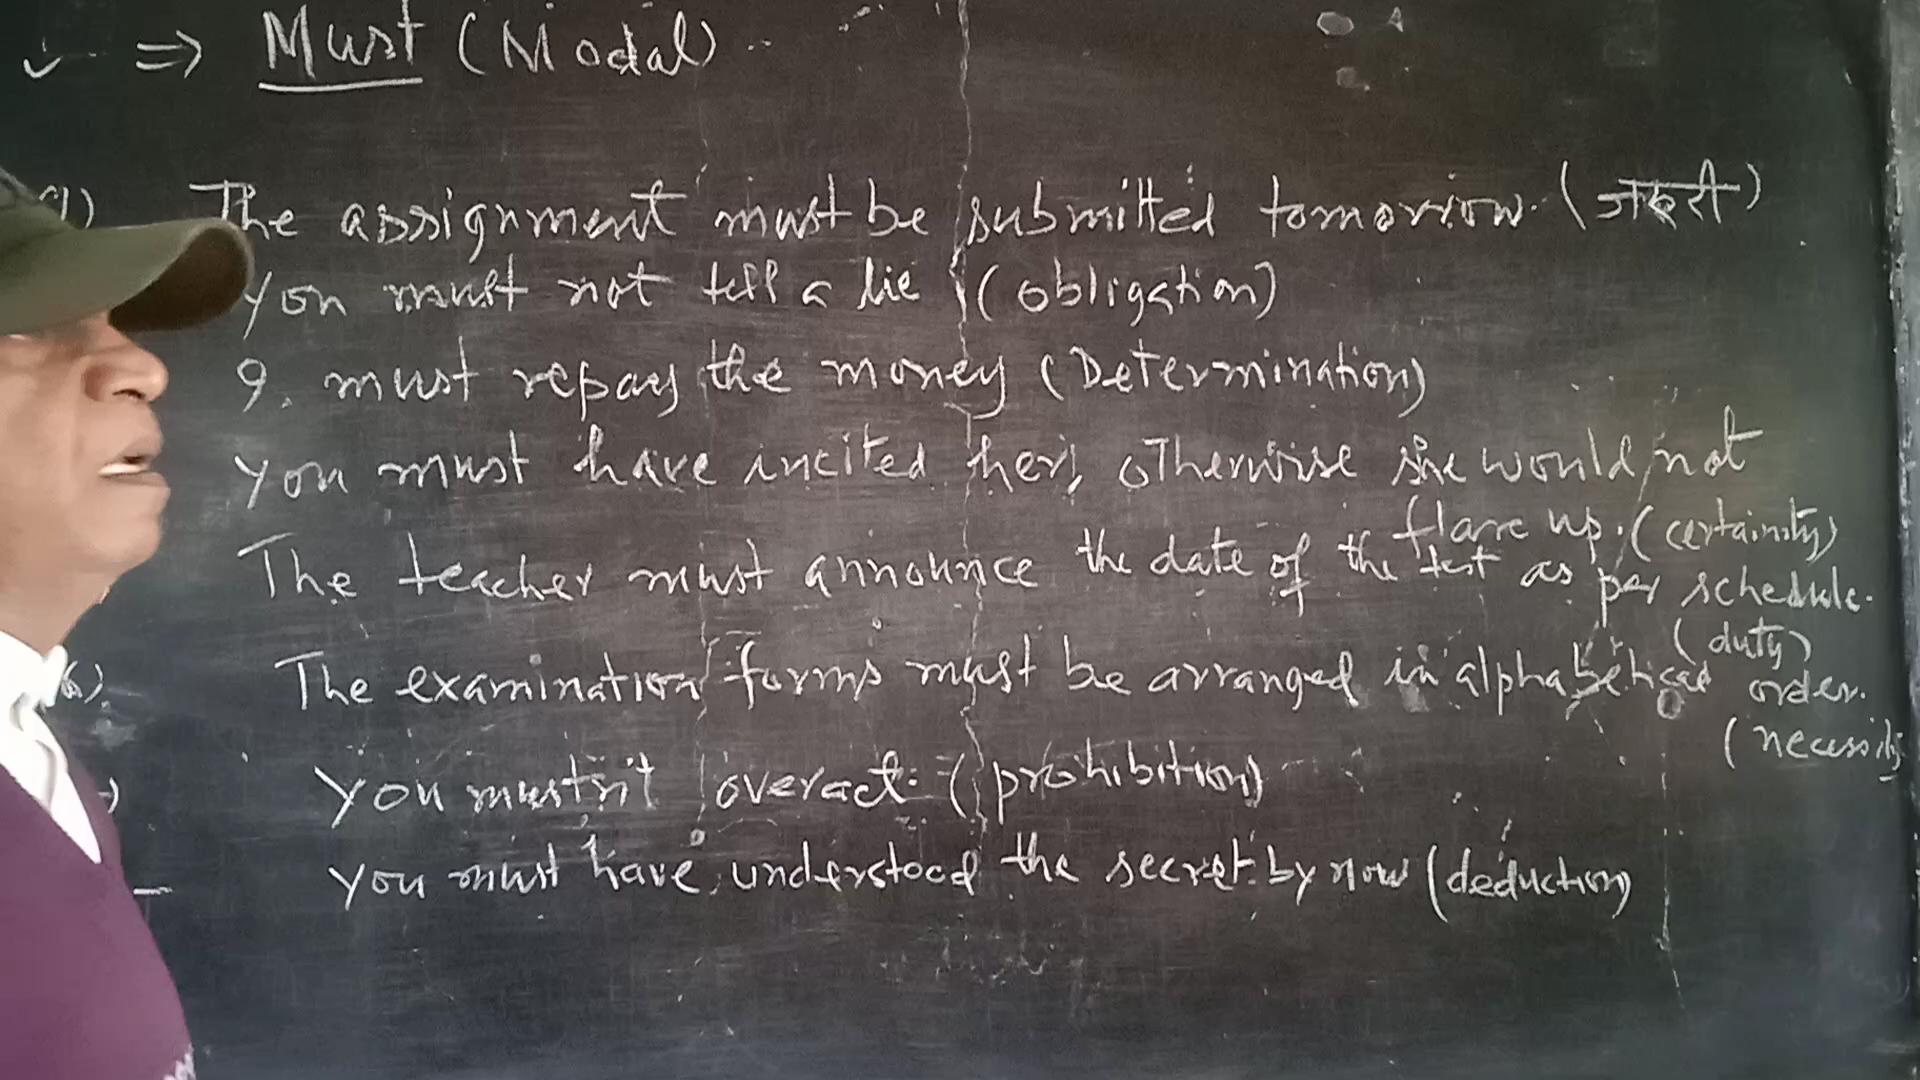 ⇒ Must (Modal)
1) The assignment must be submitted tomorrow. (जरूरी)
You must not tell a lie (obligation)
I must repay the money (Determination)
You must have incited her, otherwise she would not
flare up. (certainity)
The teacher must announce the date of the test as per schedule.
(duty)
6) The examination forms must be arranged in alphabetical order.
(necessity
) You mustn't overact. (prohibition)
You must have understood the secret by now (deduction)